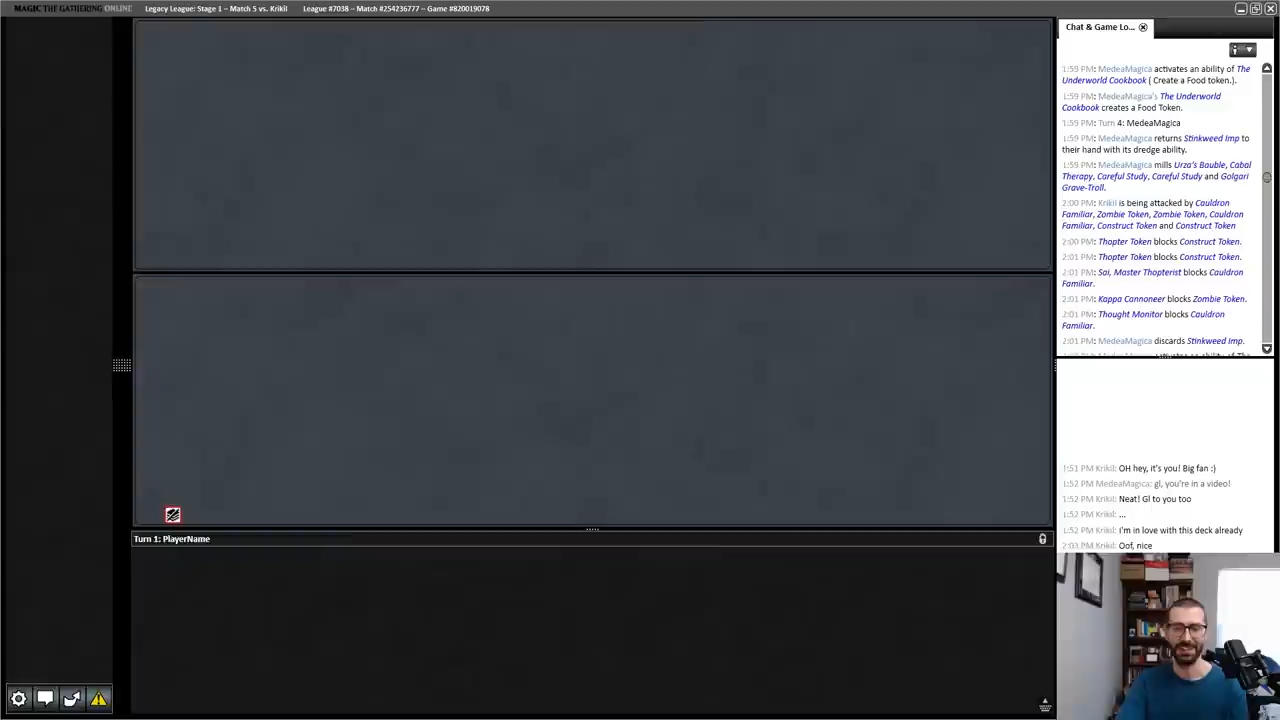 MAGIC THE GATHERING ONLINE
Legacy League: Stage 1 -- Match 5 vs. Krikil League #7038 -- Match #254236777 -- Game #820019078
Chat & Game Lo...
1:59 PM: MedeaMagica activates an ability of The
Underworld Cookbook ( Create a Food token.).
1:59 PM: MedeaMagica's The Underworld
Cookbook creates a Food Token.
1:59 PM: Turn 4: MedeaMagica
1:59 PM: MedeaMagica returns Stinkweed Imp to
their hand with its dredge ability.
1:59 PM: MedeaMagica mills Urza's Bauble, Cabal
Therapy, Careful Study, Careful Study and Golgari
Grave-Troll.
2:00 PM: Krikil is being attacked by Cauldron
Familiar, Zombie Token, Zombie Token, Cauldron
Familiar, Construct Token and Construct Token
2:00 PM: Thopter Token blocks Construct Token.
2:01 PM: Thopter Token blocks Construct Token.
2:01 PM: Sai, Master Thopterist blocks Cauldron
Familiar.
2:01 PM: Kappa Cannoneer blocks Zombie Token.
2:01 PM: Thought Monitor blocks Cauldron
Familiar.
2:01 PM: MedeaMagica discards Stinkweed Imp.
1:51 PM Krikil: OH hey, it's you! Big fan :)
1:52 PM MedeaMagica: gl, you're in a video!
1:52 PM Krikil: Neat! Gl to you too
1:52 PM Krikil: ...
1:52 PM Krikil: I'm in love with this deck already
2:03 PM Krikil: Oof, nice
Turn 1: PlayerName